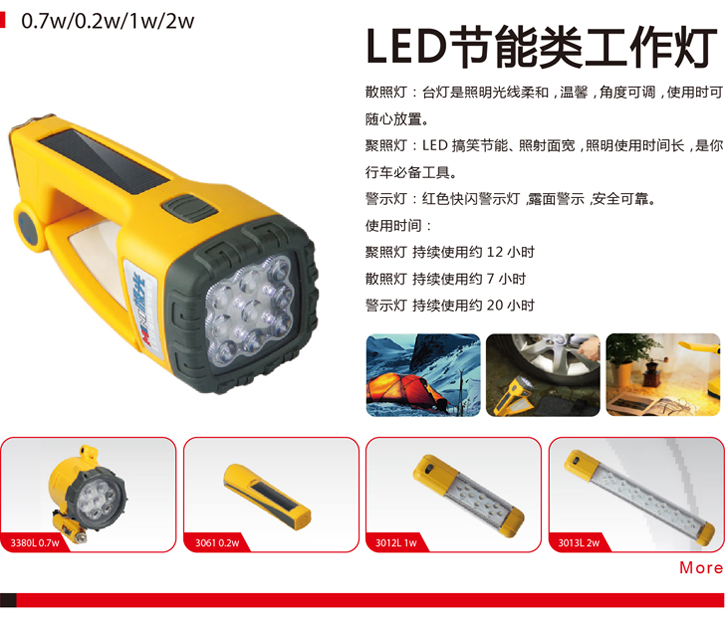 0.7w/0.2w/1w/2w
LED节能类工作灯
散照灯：台灯是照明光线柔和，温馨，角度可调，使用时可
随心放置。
聚照灯：LED 搞笑节能、照射面宽，照明使用时间长，是你
行车必备工具。
警示灯：红色快闪警示灯，露面警示，安全可靠。
使用时间：
聚照灯 持续使用约 12 小时
散照灯 持续使用约 7 小时
警示灯 持续使用约 20 小时
3380L 0.7w
3061 0.2w
3012L 1w
3013L 2w
More